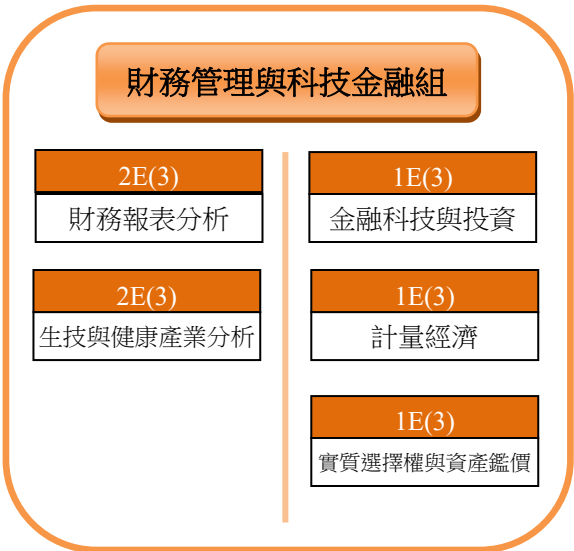 財務管理與科技金融組
2E(3)
財務報表分析
2E(3)
生技與健康產業分析
1E(3)
金融科技與投資
1E(3)
計量經濟
1E(3)
實質選擇權與資產鑑價